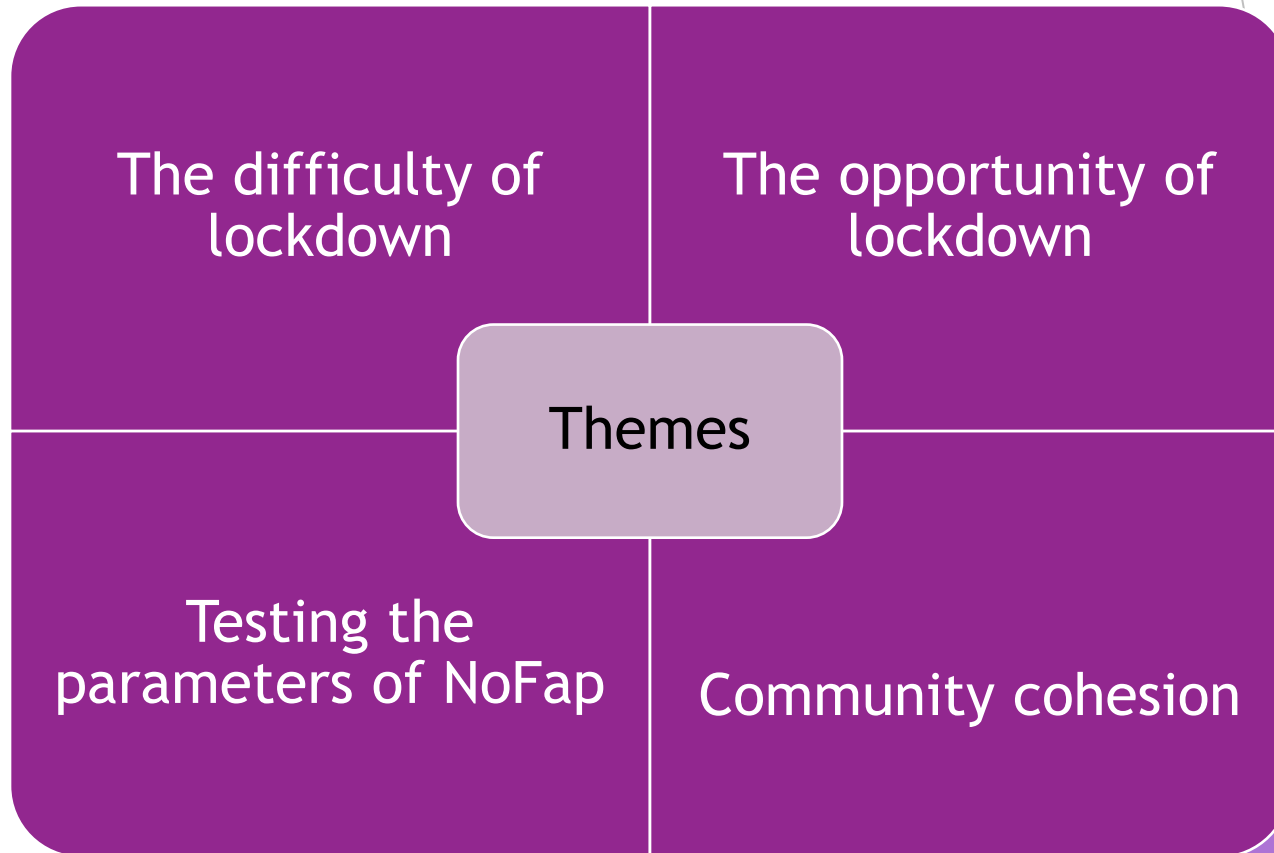 The difficulty of
lockdown
The opportunity of
lockdown
Themes
Testing the
parameters of NoFap
Community cohesion